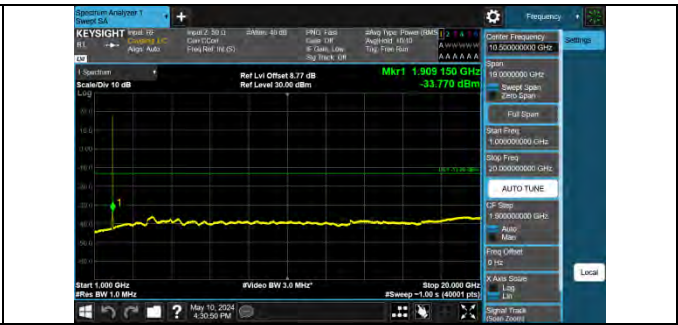 Spectrum Analyzer 1
Swept SA
+
Frequency
KEYSIGHT
Input: RF
Coupling: DC
Align: Auto
Input Z: 50 Ω
Corr CCorr
Freq Ref: Int (S)
#Atten: 40 dB
PNO: Fast
Gate: Off
IF Gain: Low
Sig Track: Off
#Avg Type: Power (RMS)
Avg|Hold: 10/10
Trig: Free Run
A W W W W W
A A A A A A
LW
1 Spectrum
Scale/Div 10 dB
Log
Ref Lvl Offset 8.77 dB
Ref Level 30.00 dBm
Mkr1 1.909 150 GHz
-33.770 dBm
1
Start 1.000 GHz
#Res BW 1.0 MHz
#Video BW 3.0 MHz*
Stop 20.000 GHz
#Sweep ~1.00 s (40001 pts)
May 10, 2024
4:30:50 PM
?
Settings
Center Frequency
10.500000000 GHz
Span
19.0000000 GHz
Swept Span
Zero Span
Full Span
Start Freq
1.000000000 GHz
Stop Freq
20.000000000 GHz
AUTO TUNE
CF Step
1.900000000 GHz
Auto
Man
Freq Offset
0 Hz
X Axis Scale
Log
Lin
Signal Track
(Span Zoom)
Local